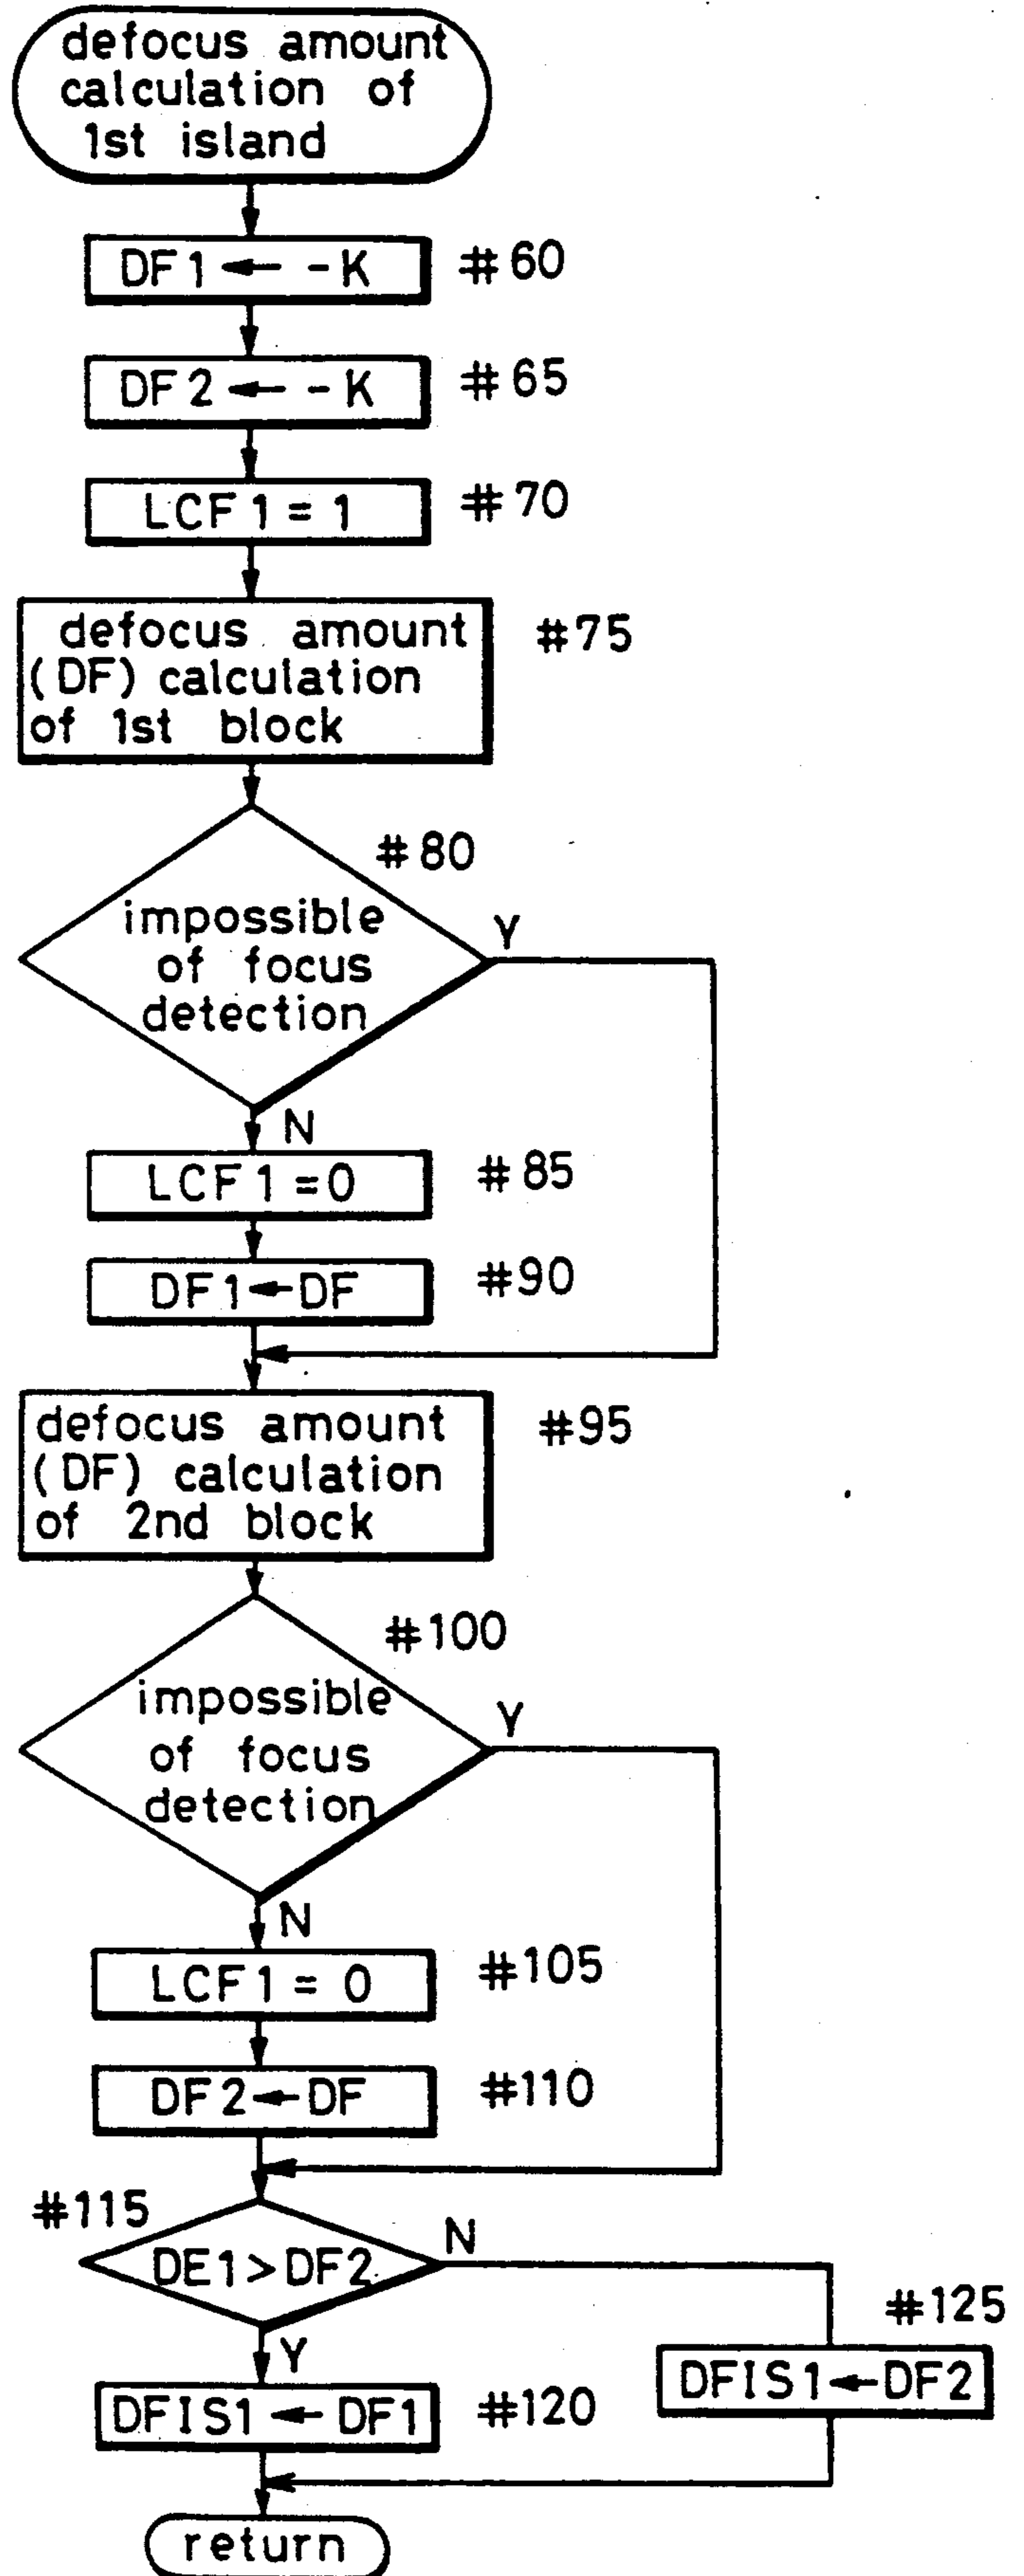 defocus amount
calculation of
1st island
DF1 ← -K
#60
DF2 ← -K
#65
LCF1 = 1
#70
defocus amount
(DF) calculation
of 1st block
#75
#80
impossible
of focus
detection
Y
N
LCF1 =0
#85
DF1←DF
#90
defocus amount
(DF) calculation
of 2nd block
#95
#100
impossible
of focus
detection
Y
N
LCF1 = 0
#105
DF2←DF
#110
#115
DE1>DF2
N
Y
#125
DFIS1←DF2
DFIS1 ← DF1
#120
return